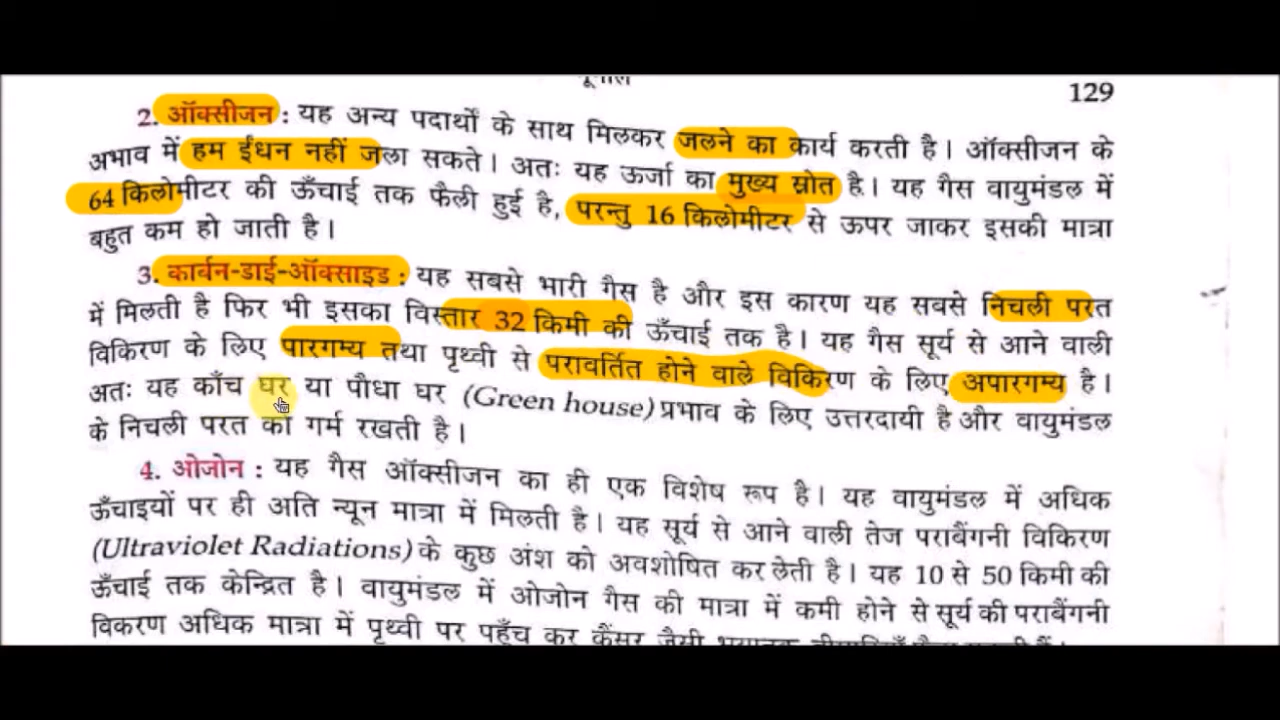 भूगोल
129
2. ऑक्सीजन : यह अन्य पदार्थों के साथ मिलकर जलने का कार्य करती है। ऑक्सीजन के
अभाव में हम ईंधन नहीं जला सकते। अतः यह ऊर्जा का मुख्य स्रोत है। यह गैस वायुमंडल में
64 किलोमीटर की ऊँचाई तक फैली हुई है, परन्तु 16 किलोमीटर से ऊपर जाकर इसकी मात्रा
बहुत कम हो जाती है।
3. कार्बन-डाई-ऑक्साइड : यह सबसे भारी गैस है और इस कारण यह सबसे निचली परत
में मिलती है फिर भी इसका विस्तार 32 किमी की ऊँचाई तक है। यह गैस सूर्य से आने वाली
विकिरण के लिए पारगम्य तथा पृथ्वी से परावर्तित होने वाले विकिरण के लिए अपारगम्य है।
अतः यह काँच घर या पौधा घर (Green house) प्रभाव के लिए उत्तरदायी है और वायुमंडल
के निचली परत को गर्म रखती है।
4. ओजोन : यह गैस ऑक्सीजन का ही एक विशेष रूप है। यह वायुमंडल में अधिक
ऊँचाइयों पर ही अति न्यून मात्रा में मिलती है। यह सूर्य से आने वाली तेज पराबैंगनी विकिरण
(Ultraviolet Radiations) के कुछ अंश को अवशोषित कर लेती है। यह 10 से 50 किमी की
ऊँचाई तक केन्द्रित है। वायुमंडल में ओजोन गैस की मात्रा में कमी होने से सूर्य की पराबैंगनी
विकरण अधिक मात्रा में पृथ्वी पर पहुँच कर कैंसर जैसी भयानक